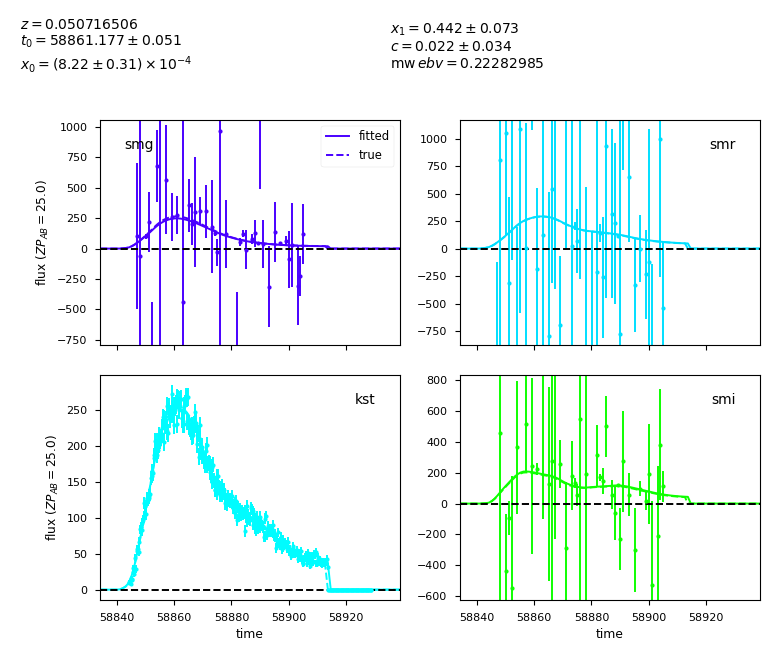 z = 0.050716506
t₀ = 58861.177 ± 0.051
x₀ = (8.22 ± 0.31) × 10⁻⁴
x₁ = 0.442 ± 0.073
c = 0.022 ± 0.034
mw ebv = 0.22282985
1000
750
500
250
0
−250
−500
−750
flux (ZP_AB = 25.0)
smg
fitted
true
1000
750
500
250
0
−250
−500
−750
smr
250
200
150
100
50
0
flux (ZP_AB = 25.0)
kst
58840
58860
58880
58900
58920
time
800
600
400
200
0
−200
−400
−600
smi
58840
58860
58880
58900
58920
time